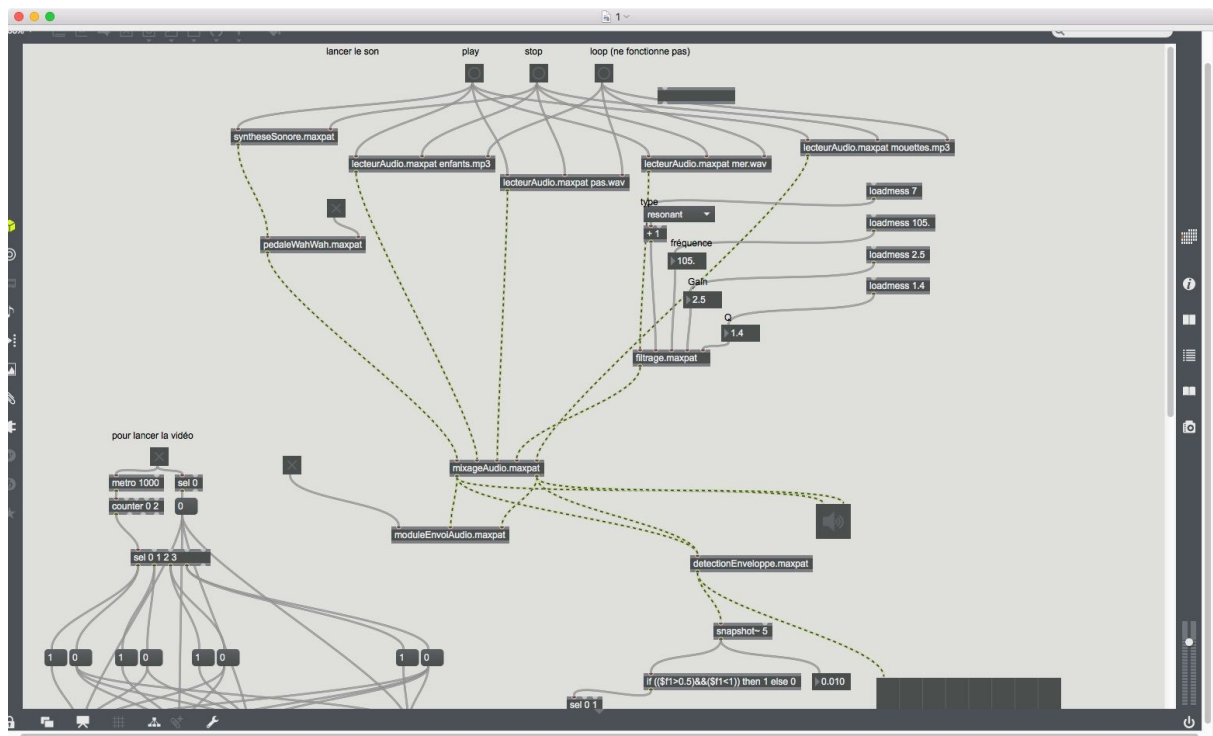 1
lancer le son
play
stop
loop (ne fonctionne pas)
syntheseSonore.maxpat
lecteurAudio.maxpat enfants.mp3
lecteurAudio.maxpat pas.wav
lecteurAudio.maxpat mer.wav
lecteurAudio.maxpat mouettes.mp3
type
resonant
+ 1
fréquence
105.
Gain
2.5
Q
1.4
loadmess 7
loadmess 105.
loadmess 2.5
loadmess 1.4
pedaleWahWah.maxpat
filtrage.maxpat
pour lancer la vidéo
metro 1000
sel 0
counter 0 2
0
sel 0 1 2 3
mixageAudio.maxpat
moduleEnvoiAudio.maxpat
detectionEnveloppe.maxpat
snapshot~ 5
1
0
1
0
1
0
1
0
if (($f1>0.5)&&($f1<1)) then 1 else 0
0.010
sel 0 1